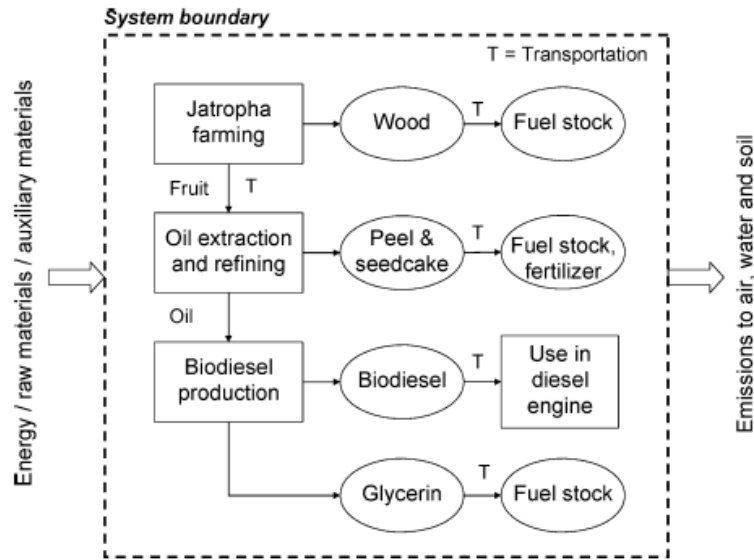 System boundary
T = Transportation
Jatropha
farming
Wood
T
Fuel stock
Fruit
T
Oil extraction
and refining
Peel &
seedcake
T
Fuel stock,
fertilizer
Oil
Biodiesel
production
Biodiesel
T
Use in
diesel
engine
Glycerin
T
Fuel stock
Energy / raw materials / auxiliary materials
Emissions to air, water and soil